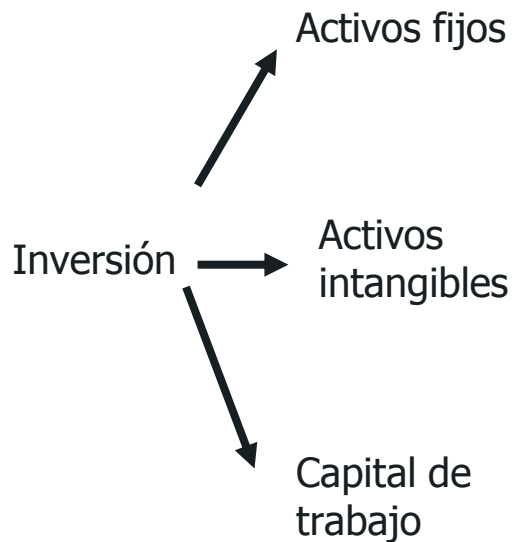 Activos fijos
Inversión
Activos
intangibles
Capital de
trabajo